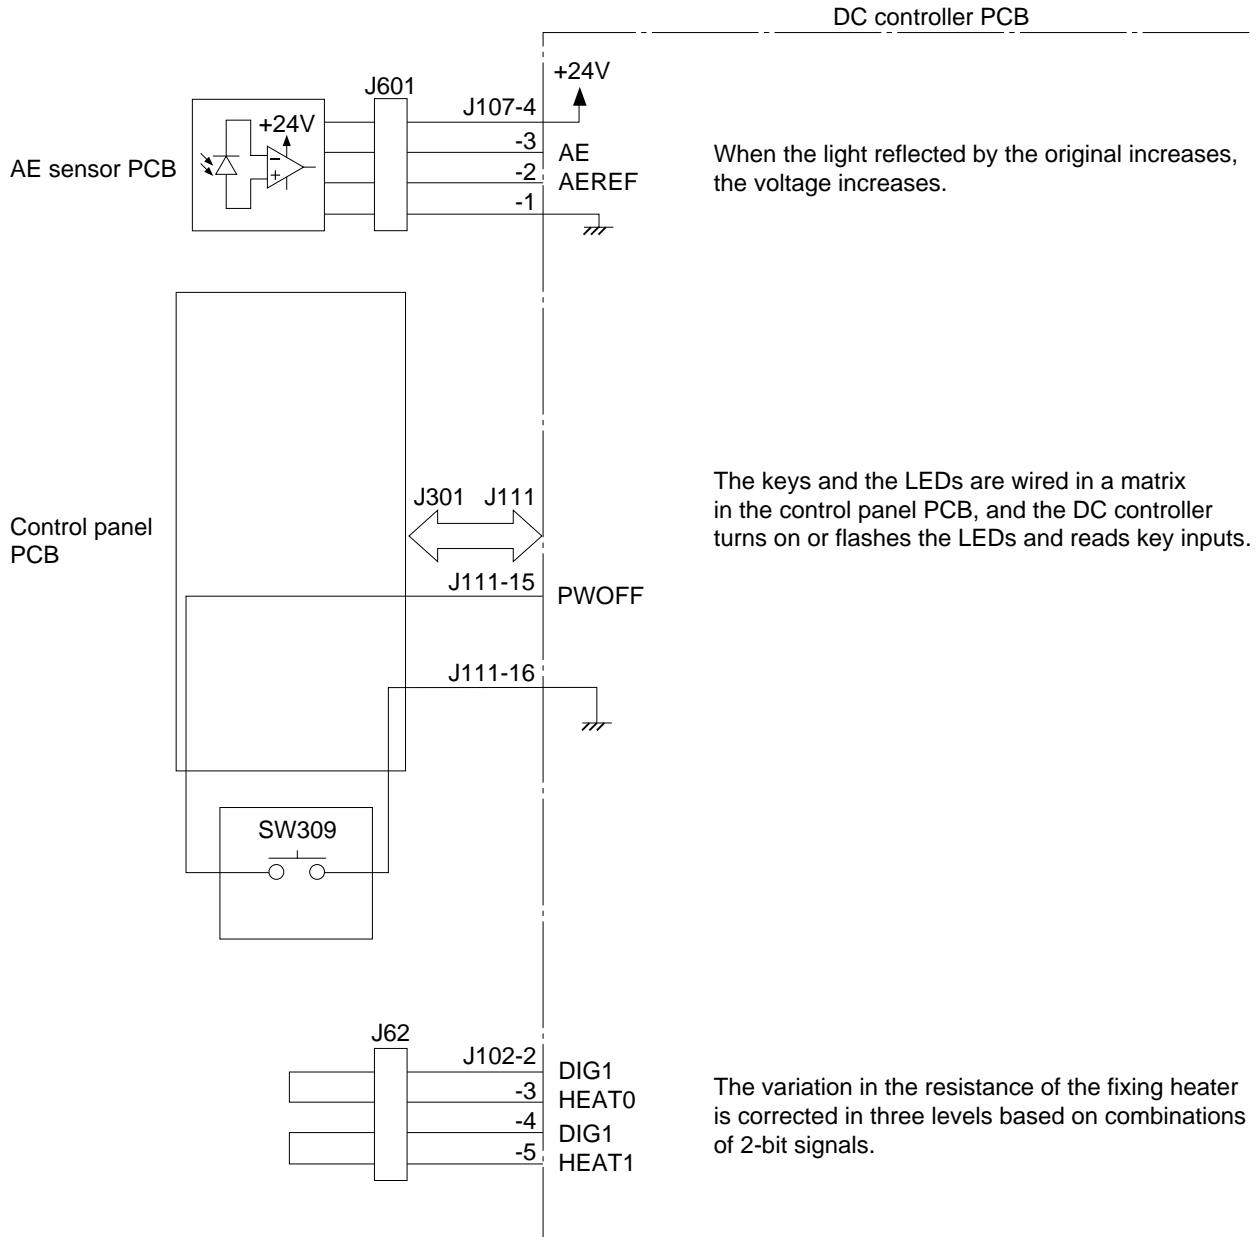 DC controller PCB
+24V
J601
J107-4
+24V
-3
AE
AE sensor PCB
-2
AEREF
-1
When the light reflected by the original increases,
the voltage increases.
J301 J111
Control panel
PCB
The keys and the LEDs are wired in a matrix
in the control panel PCB, and the DC controller
turns on or flashes the LEDs and reads key inputs.
J111-15
PWOFF
J111-16
SW309
J62
J102-2
DIG1
-3
HEAT0
-4
DIG1
-5
HEAT1
The variation in the resistance of the fixing heater
is corrected in three levels based on combinations
of 2-bit signals.